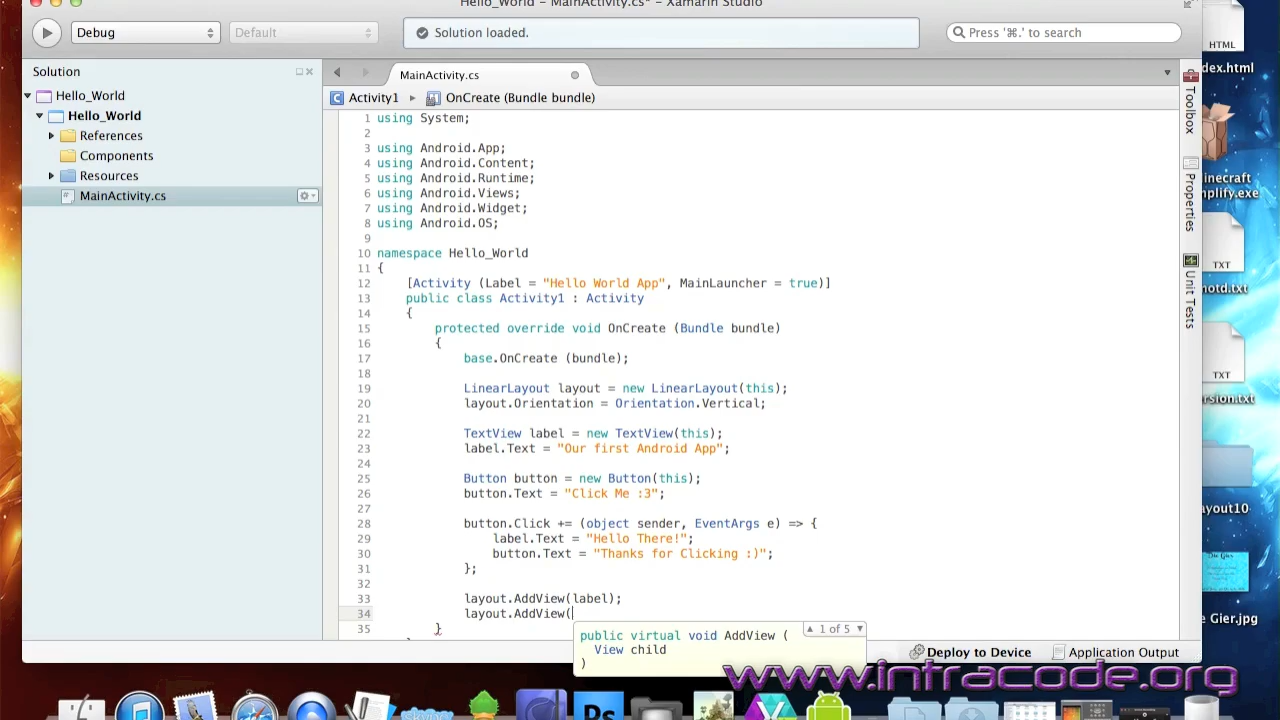 Hello_World – MainActivity.cs* – Xamarin Studio
Debug
Default
Solution loaded.
Press '⌘.' to search
HTML
dex.html
Solution
MainActivity.cs
Hello_World
Activity1
OnCreate (Bundle bundle)
Hello_World
References
Components
Resources
MainActivity.cs
1 using System;
2
3 using Android.App;
4 using Android.Content;
5 using Android.Runtime;
6 using Android.Views;
7 using Android.Widget;
8 using Android.OS;
9
10 namespace Hello_World
11 {
12 [Activity (Label = "Hello World App", MainLauncher = true)]
13 public class Activity1 : Activity
14 {
15 protected override void OnCreate (Bundle bundle)
16 {
17 base.OnCreate (bundle);
18
19 LinearLayout layout = new LinearLayout(this);
20 layout.Orientation = Orientation.Vertical;
21
22 TextView label = new TextView(this);
23 label.Text = "Our first Android App";
24
25 Button button = new Button(this);
26 button.Text = "Click Me :3";
27
28 button.Click += (object sender, EventArgs e) => {
29 label.Text = "Hello There!";
30 button.Text = "Thanks for Clicking :)";
31 };
32
33 layout.AddView(label);
34 layout.AddView(
35 }
1 of 5
public virtual void AddView (
View child
)
Toolbox
Properties
Unit Tests
inecraft
mplify.exe
TXT
motd.txt
TXT
ersion.txt
ayout10
e Gier.jpg
Deploy to Device
Application Output
www.intracode.org
Ps